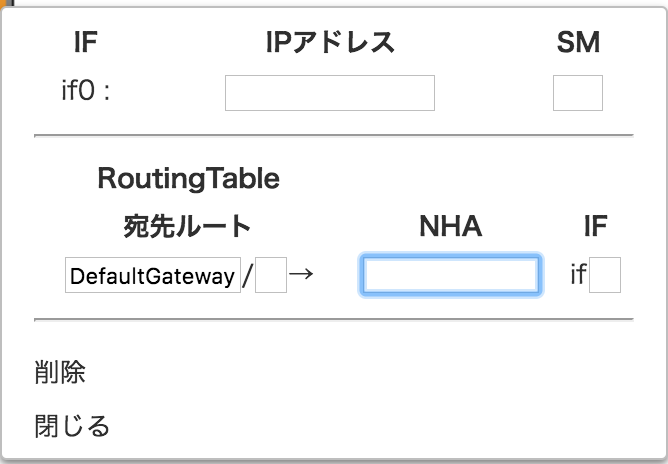 IF IPアドレス SM
if0 :
RoutingTable
宛先ルート NHA IF
DefaultGateway/→ if
削除
閉じる